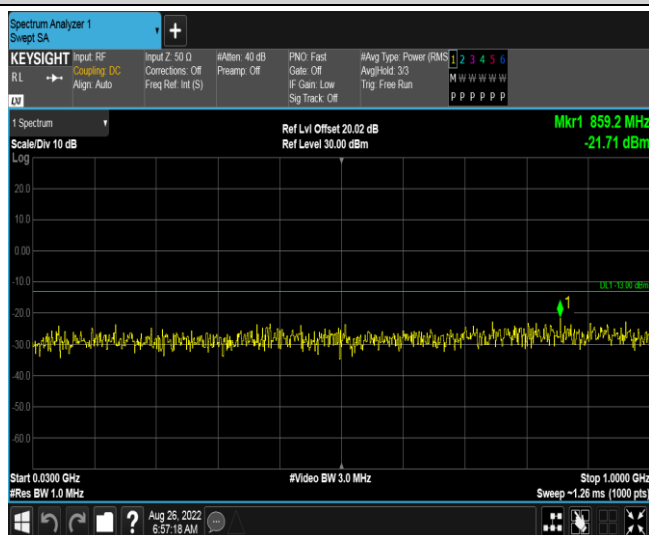 Spectrum Analyzer 1
Swept SA
+
KEYSIGHT
RL
LXI
Input: RF
Coupling: DC
Align: Auto
Input Z: 50 Ω
Corrections: Off
Freq Ref: Int (S)
#Atten: 40 dB
Preamp: Off
PNO: Fast
Gate: Off
IF Gain: Low
Sig Track: Off
#Avg Type: Power (RMS
Avg|Hold: 3/3
Trig: Free Run
1 2 3 4 5 6
M W W W W W
P P P P P P
1 Spectrum
Scale/Div 10 dB
Log
Ref Lvl Offset 20.02 dB
Ref Level 30.00 dBm
Mkr1 859.2 MHz
-21.71 dBm
20.0
10.0
0.00
-10.0
DL1 -13.00 dBm
1
-20.0
-30.0
-40.0
-50.0
-60.0
Start 0.0300 GHz
#Res BW 1.0 MHz
#Video BW 3.0 MHz
Stop 1.0000 GHz
Sweep ~1.26 ms (1000 pts)
?
Aug 26, 2022
6:57:18 AM